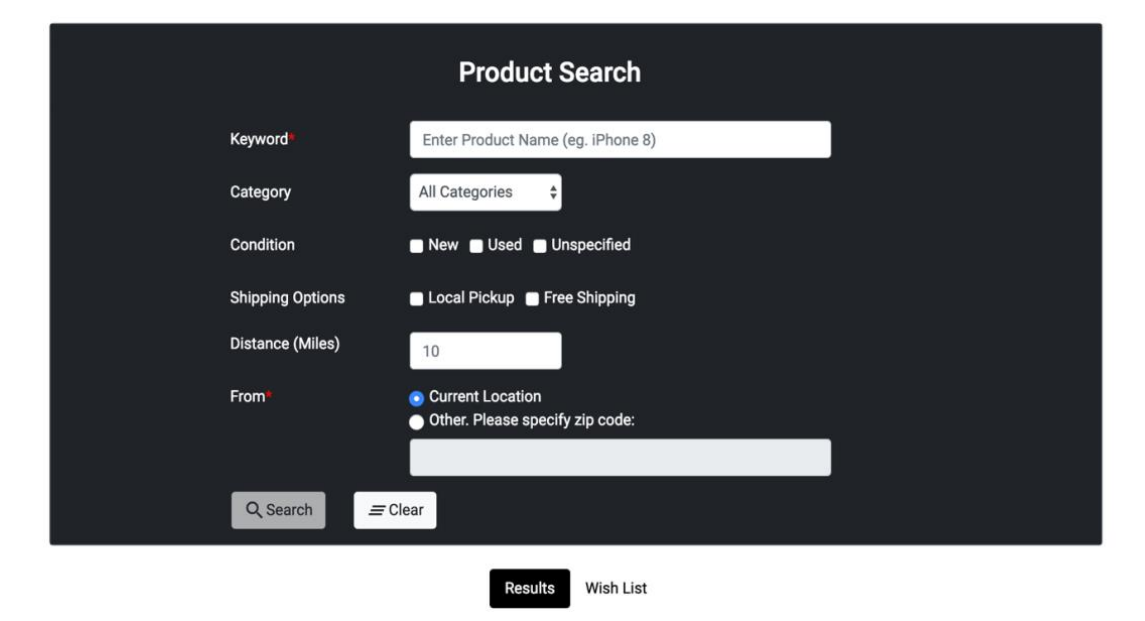 Product Search
Keyword*
Enter Product Name (eg. iPhone 8)
Category
All Categories
Condition
New Used Unspecified
Shipping Options
Local Pickup Free Shipping
Distance (Miles)
10
From*
Current Location
Other. Please specify zip code:
Search Clear
Results Wish List